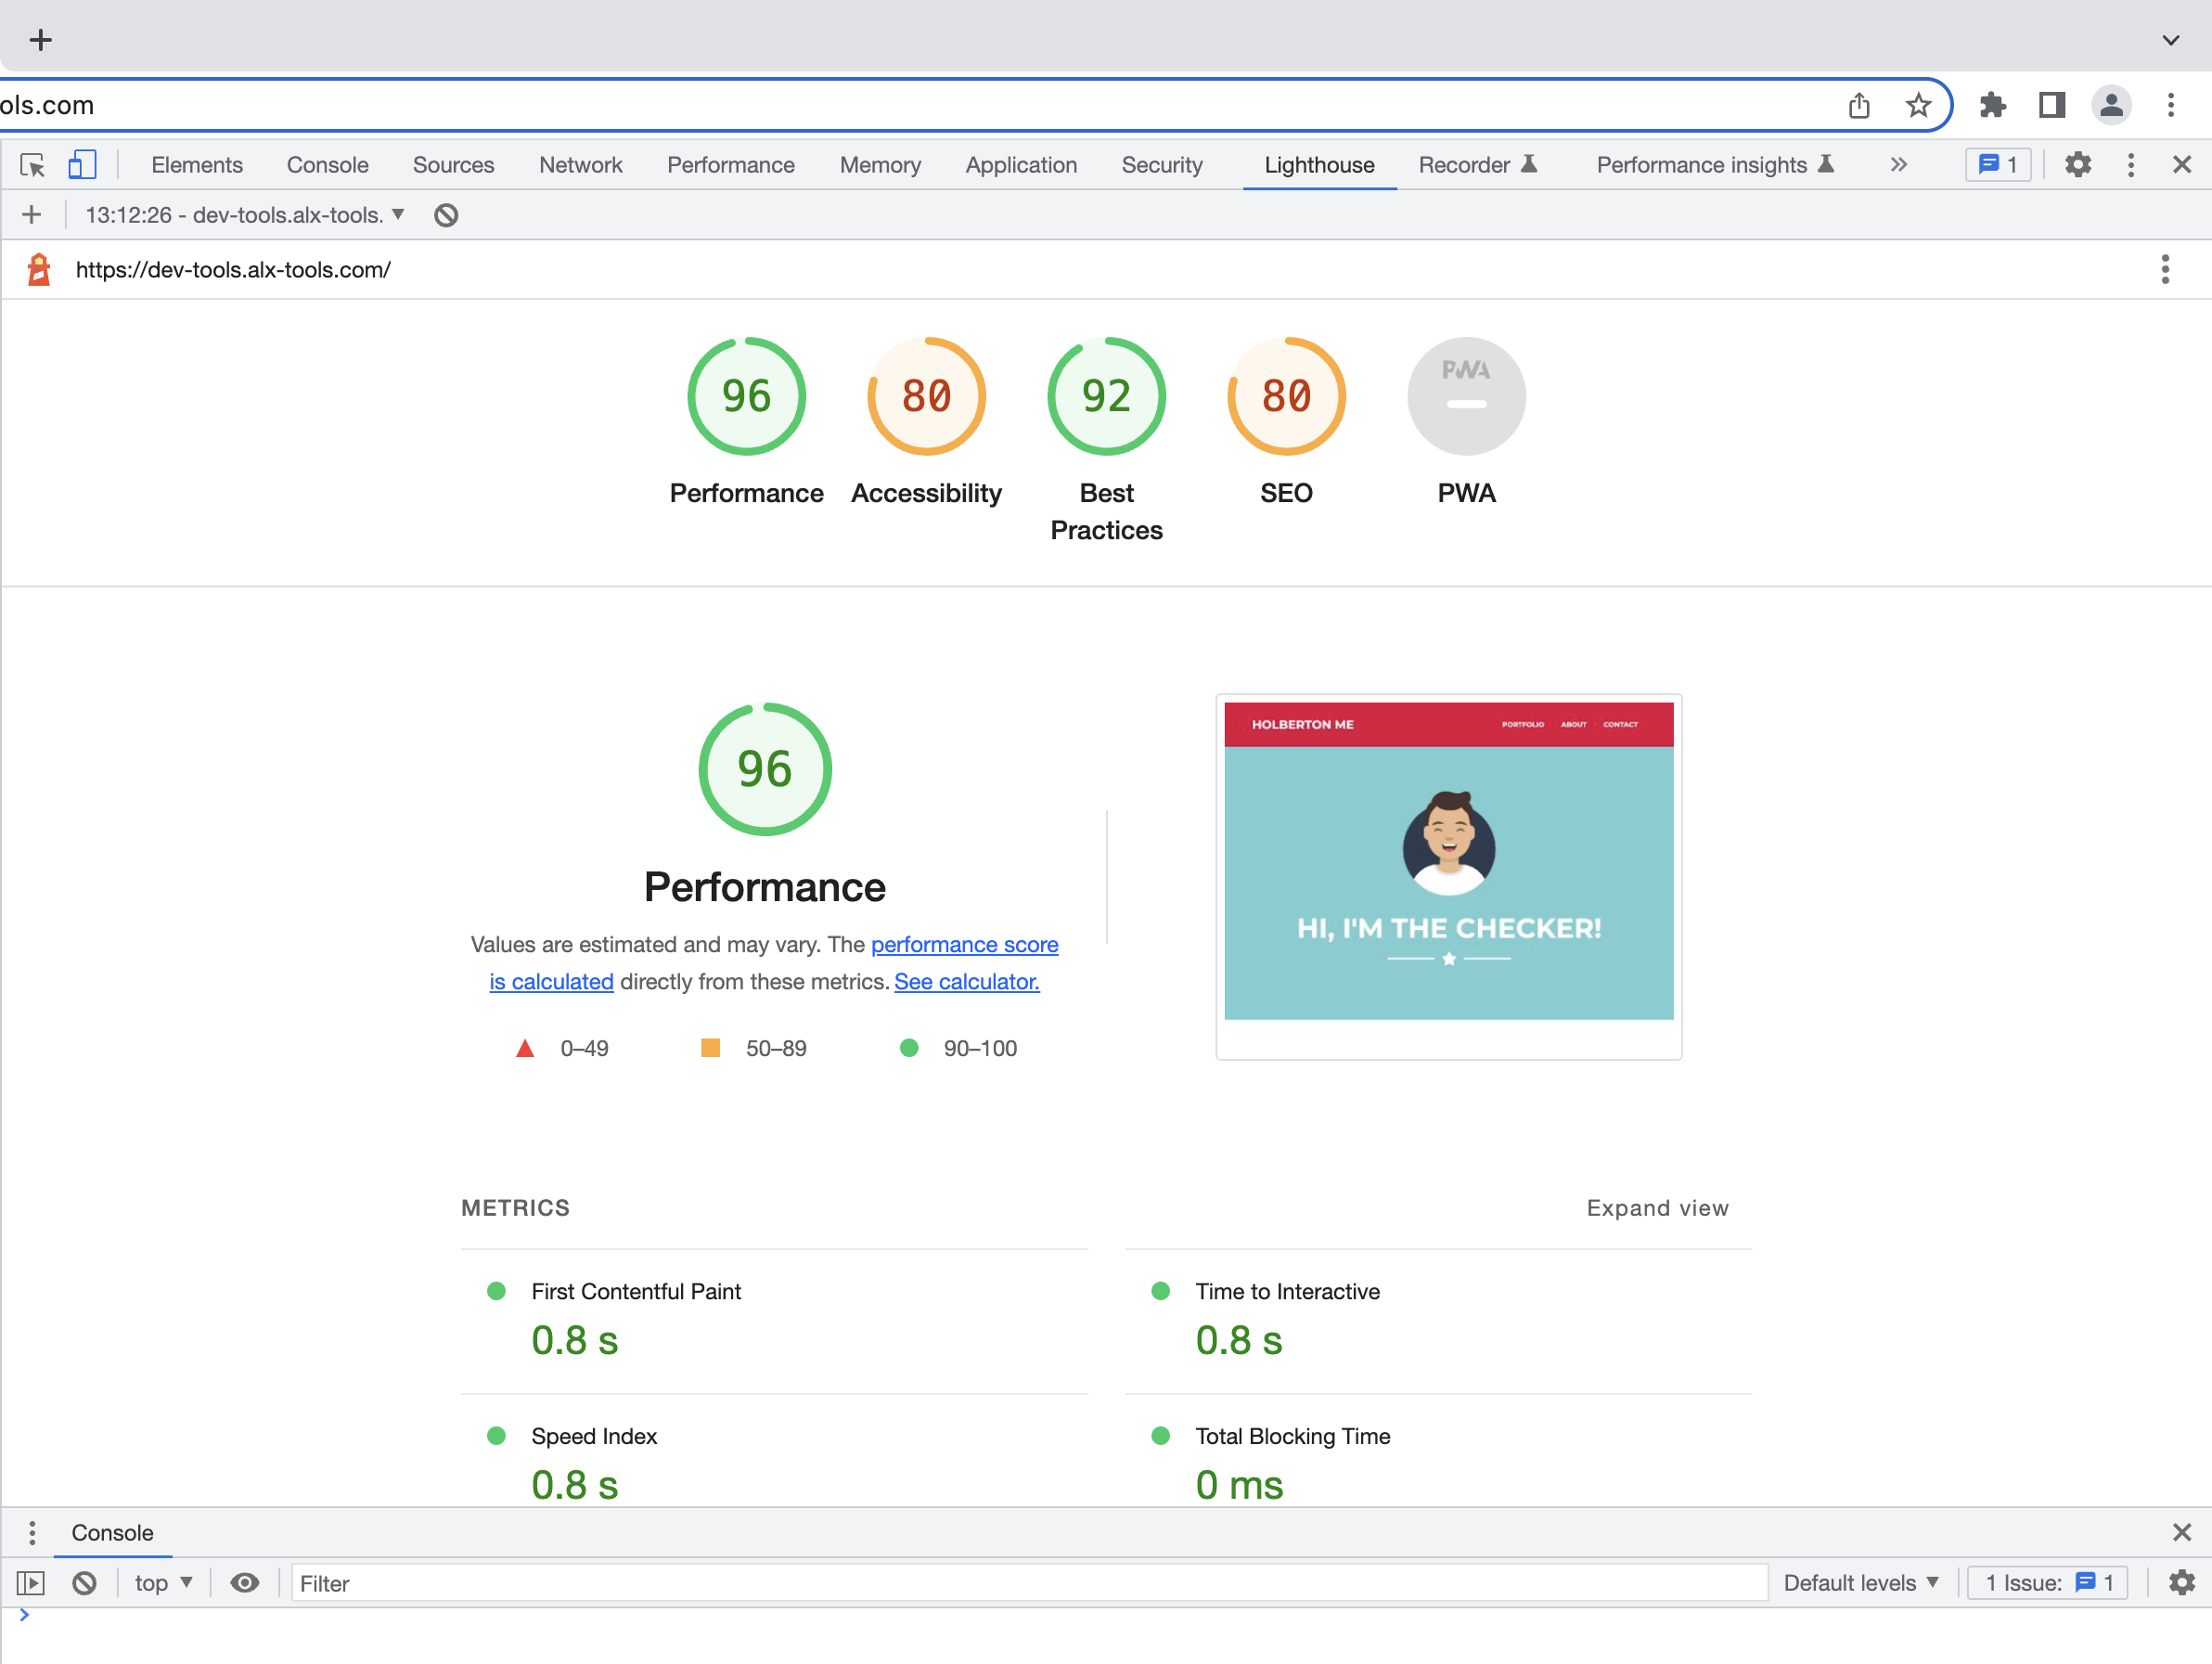 ols.com
Elements Console Sources Network Performance Memory Application Security Lighthouse Recorder Performance insights 1
13:12:26 - dev-tools.alx-tools.
https://dev-tools.alx-tools.com/
96 80 92 80 PWA
Performance Accessibility Best Practices SEO PWA
96
Performance
Values are estimated and may vary. The performance score
is calculated directly from these metrics. See calculator.
0–49 50–89 90–100
HOLBERTON ME PORTFOLIO ABOUT CONTACT
HI, I'M THE CHECKER!
METRICS Expand view
First Contentful Paint
0.8 s
Time to Interactive
0.8 s
Speed Index
0.8 s
Total Blocking Time
0 ms
Console
top Filter Default levels 1 Issue: 1